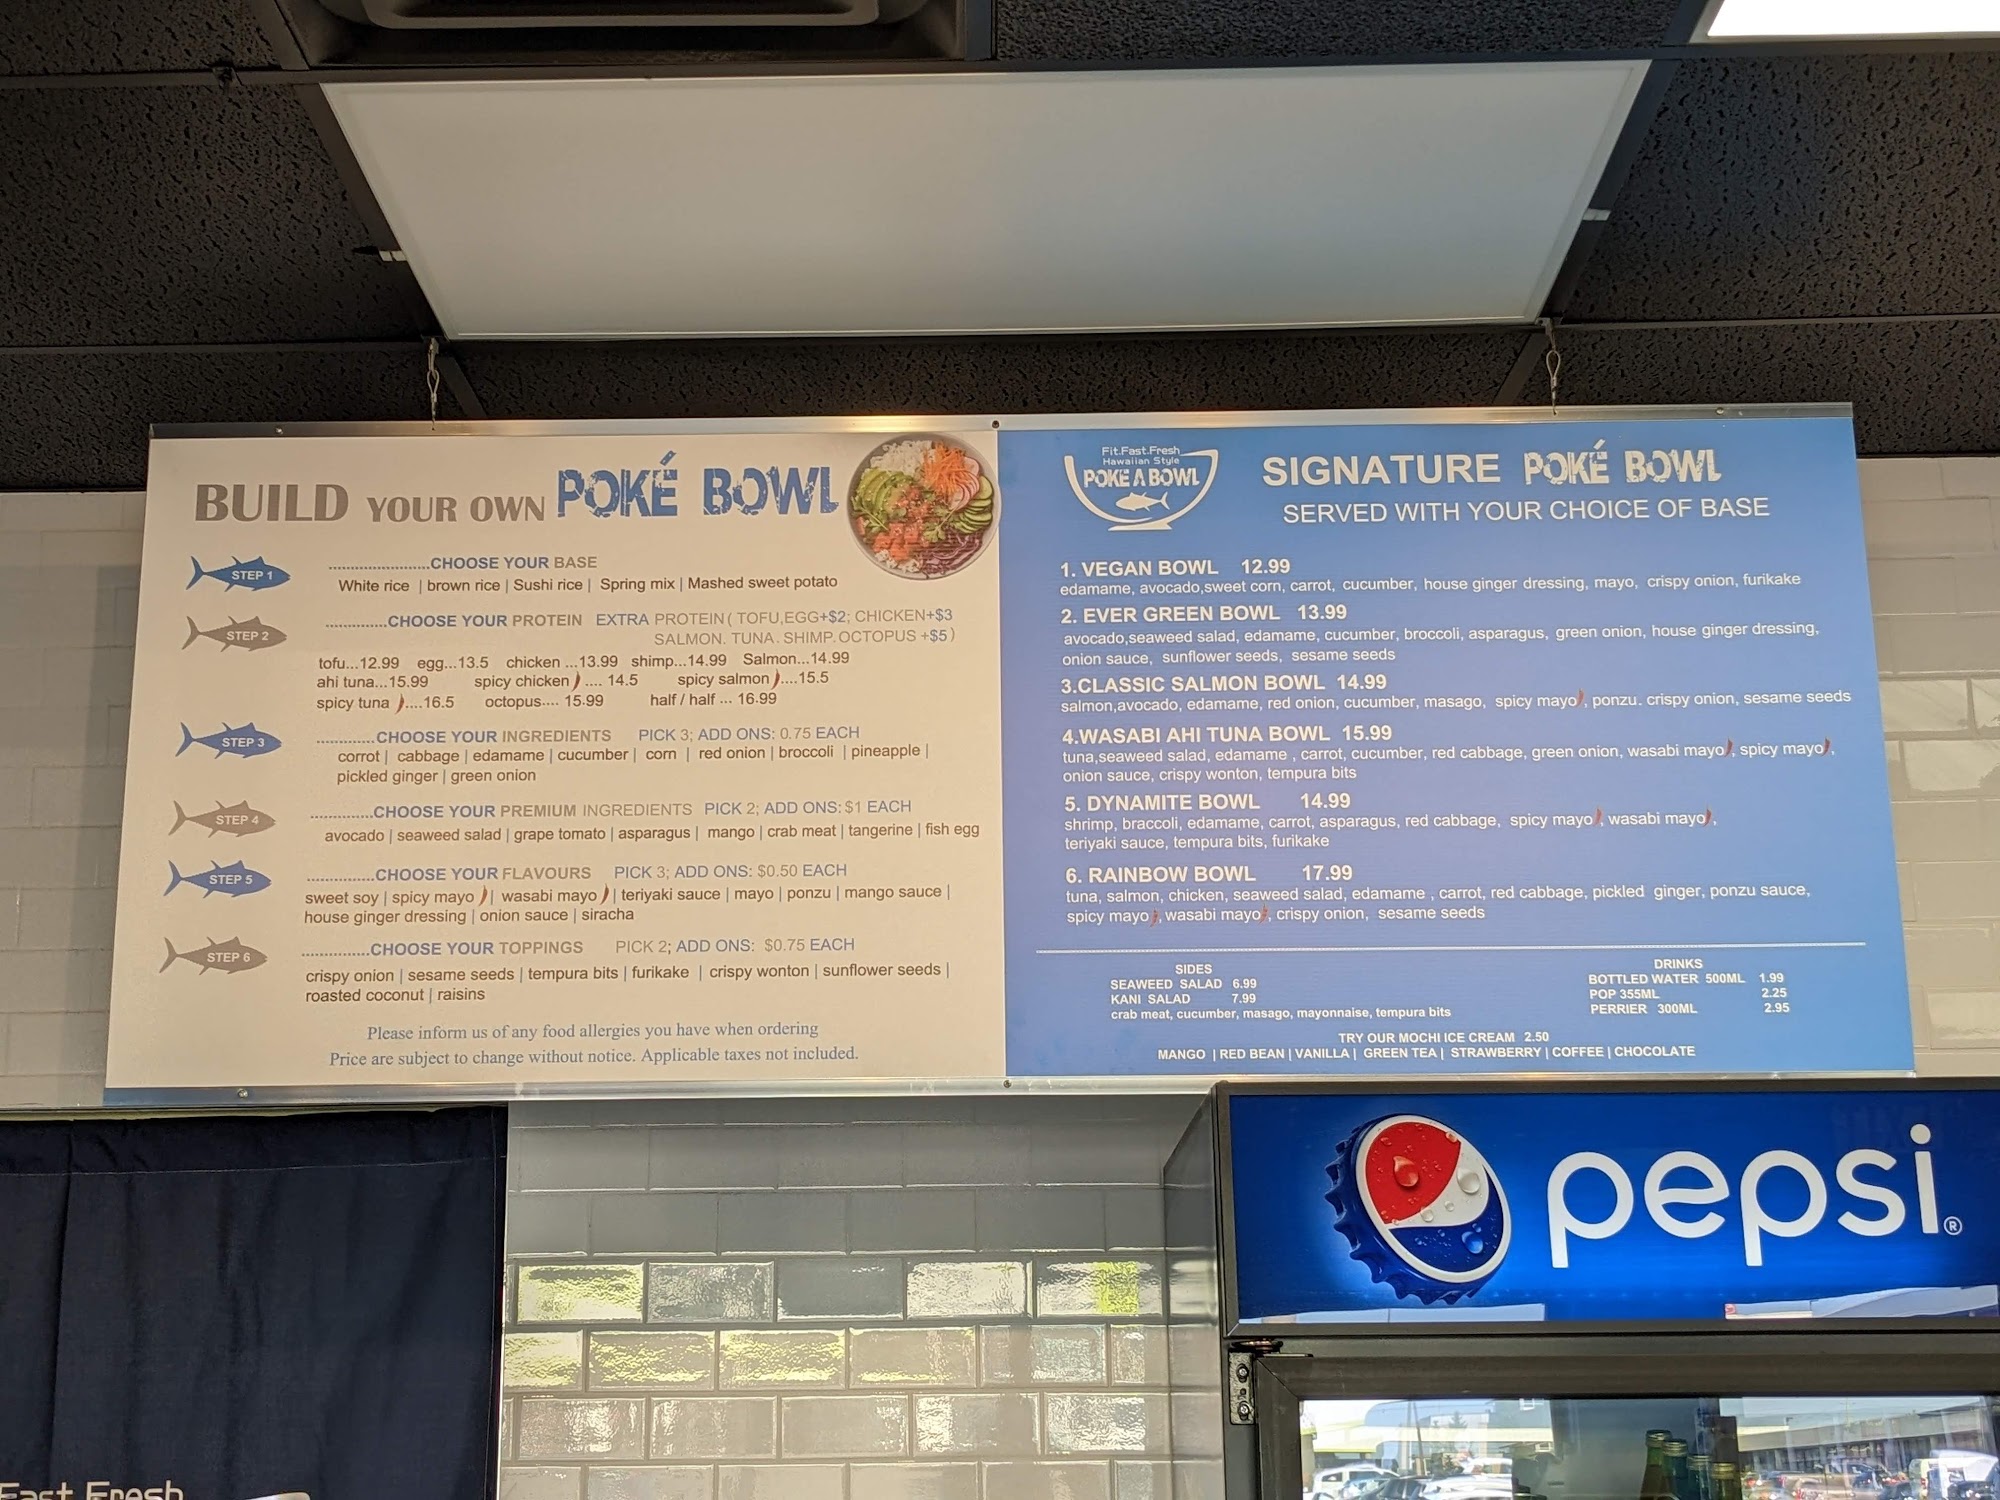 BUILD YOUR OWN POKÉ BOWL
STEP 1
......................CHOOSE YOUR BASE
White rice | brown rice | Sushi rice | Spring mix | Mashed sweet potato
STEP 2
.............CHOOSE YOUR PROTEIN EXTRA PROTEIN ( TOFU,EGG+$2; CHICKEN+$3
SALMON. TUNA. SHIMP. OCTOPUS +$5 )
tofu...12.99 egg...13.5 chicken ...13.99 shimp...14.99 Salmon...14.99
ahi tuna...15.99 spicy chicken .... 14.5 spicy salmon ....15.5
spicy tuna ....16.5 octopus.... 15.99 half / half ... 16.99
STEP 3
.............CHOOSE YOUR INGREDIENTS PICK 3; ADD ONS: 0.75 EACH
corrot | cabbage | edamame | cucumber | corn | red onion | broccoli | pineapple |
pickled ginger | green onion
STEP 4
..............CHOOSE YOUR PREMIUM INGREDIENTS PICK 2; ADD ONS: $1 EACH
avocado | seaweed salad | grape tomato | asparagus | mango | crab meat | tangerine | fish egg
STEP 5
...............CHOOSE YOUR FLAVOURS PICK 3; ADD ONS: $0.50 EACH
sweet soy | spicy mayo | wasabi mayo | teriyaki sauce | mayo | ponzu | mango sauce |
house ginger dressing | onion sauce | siracha
STEP 6
...............CHOOSE YOUR TOPPINGS PICK 2; ADD ONS: $0.75 EACH
crispy onion | sesame seeds | tempura bits | furikake | crispy wonton | sunflower seeds |
roasted coconut | raisins
Please inform us of any food allergies you have when ordering
Price are subject to change without notice. Applicable taxes not included.
Fit.Fast.Fresh
Hawaiian Style
POKE A BOWL
SIGNATURE POKÉ BOWL
SERVED WITH YOUR CHOICE OF BASE
1. VEGAN BOWL 12.99
edamame, avocado,sweet corn, carrot, cucumber, house ginger dressing, mayo, crispy onion, furikake
2. EVER GREEN BOWL 13.99
avocado,seaweed salad, edamame, cucumber, broccoli, asparagus, green onion, house ginger dressing,
onion sauce, sunflower seeds, sesame seeds
3.CLASSIC SALMON BOWL 14.99
salmon,avocado, edamame, red onion, cucumber, masago, spicy mayo , ponzu. crispy onion, sesame seeds
4.WASABI AHI TUNA BOWL 15.99
tuna,seaweed salad, edamame , carrot, cucumber, red cabbage, green onion, wasabi mayo , spicy mayo ,
onion sauce, crispy wonton, tempura bits
5. DYNAMITE BOWL 14.99
shrimp, braccoli, edamame, carrot, asparagus, red cabbage, spicy mayo , wasabi mayo ,
teriyaki sauce, tempura bits, furikake
6. RAINBOW BOWL 17.99
tuna, salmon, chicken, seaweed salad, edamame , carrot, red cabbage, pickled ginger, ponzu sauce,
spicy mayo , wasabi mayo , crispy onion, sesame seeds
SIDES
SEAWEED SALAD 6.99
KANI SALAD 7.99
crab meat, cucumber, masago, mayonnaise, tempura bits
DRINKS
BOTTLED WATER 500ML 1.99
POP 355ML 2.25
PERRIER 300ML 2.95
TRY OUR MOCHI ICE CREAM 2.50
MANGO | RED BEAN | VANILLA | GREEN TEA | STRAWBERRY | COFFEE | CHOCOLATE
pepsi®
Fast Fresh